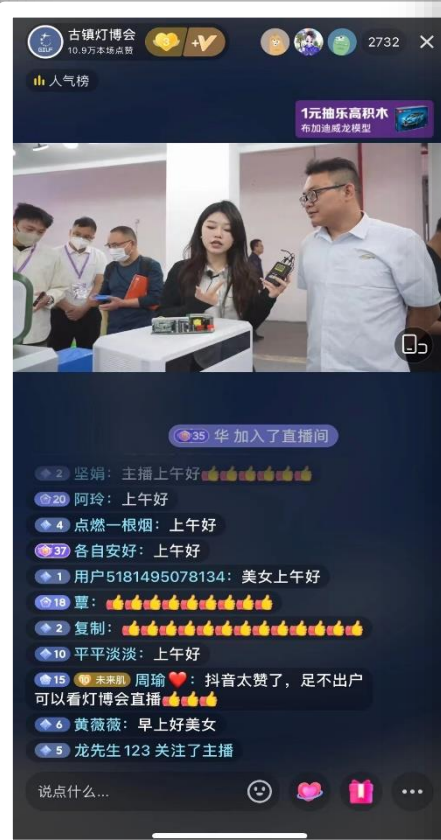 古镇灯博会
10.9万本场点赞
3
+
2732
人气榜
1元抽乐高积木
布加迪威龙模型
35 华 加入了直播间
2 坚娟：主播上午好👍👍👍👍👍👍
20 阿玲：上午好
4 点燃一根烟：上午好
37 各自安好：上午好
1 用户5181495078134：美女上午好
18 蕈：👍👍👍👍👍👍👍👍👍
2 复制：👍👍👍👍👍👍👍👍👍👍👍👍👍
10 平平淡淡：上午好
15 未来肌 周瑜❤️：抖音太赞了，足不出户
可以看灯博会直播👍👍👍
6 黄薇薇：早上好美女
5 龙先生123 关注了主播
说点什么...